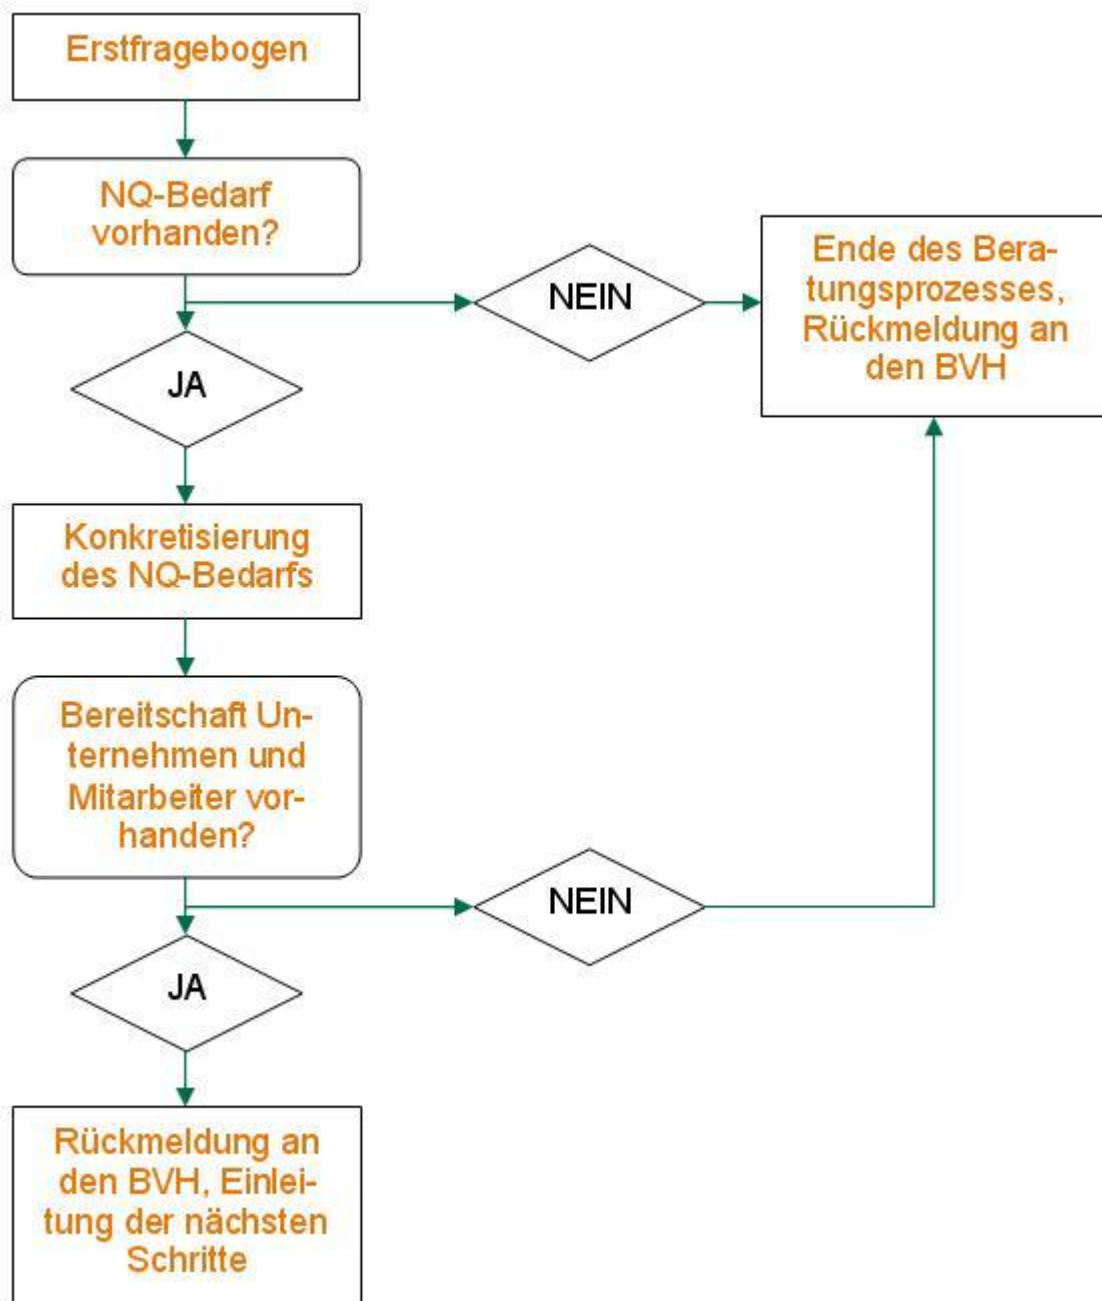 Erstfragebogen
NQ-Bedarf
vorhanden?
NEIN
Ende des Bera-
tungsprozesses,
Rückmeldung an
den BVH
JA
Konkretisierung
des NQ-Bedarfs
Bereitschaft Un-
ternehmen und
Mitarbeiter vor-
handen?
NEIN
JA
Rückmeldung an
den BVH, Einlei-
tung der nächsten
Schritte